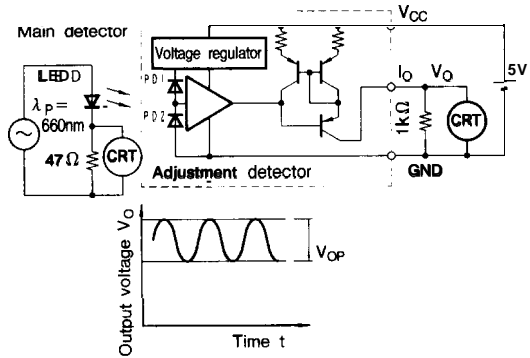 Main detector
LEDD
λP=
660nm
47Ω
CRT
Voltage regulator
PD1
PD2
Adjustment detector
VCC
IO
VO
5V
1kΩ
CRT
GND
Output voltage VO
VOP
Time t